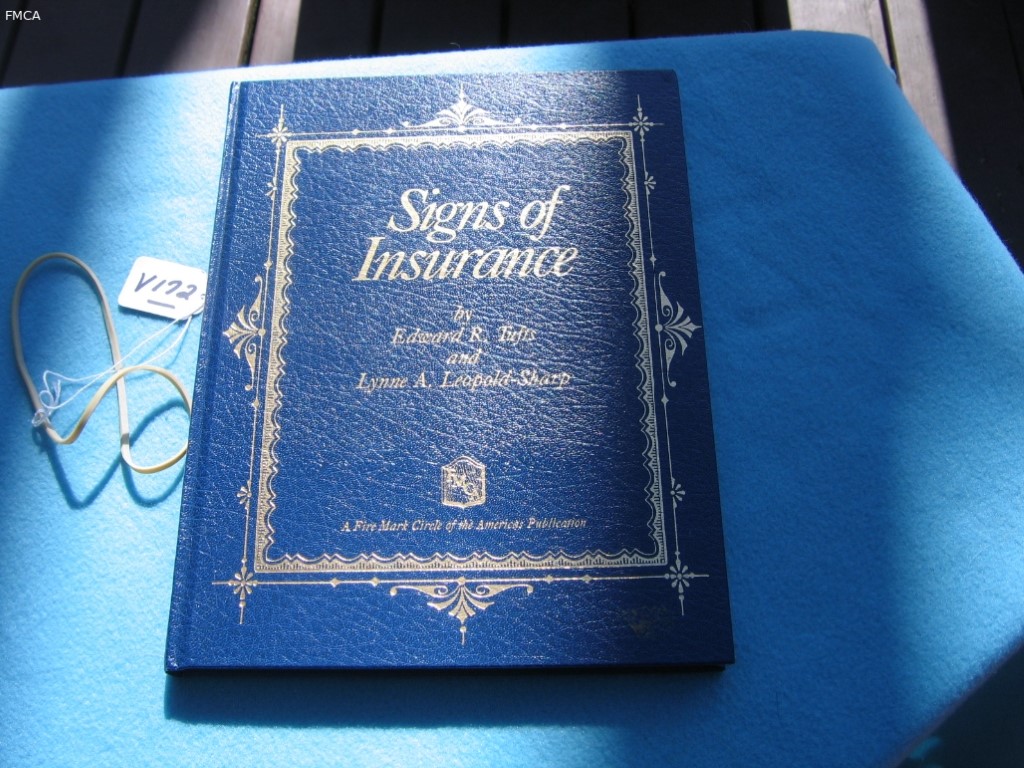 FMCA
V172
Signs of
Insurance
by
Edward R. Tufts
and
Lynne A. Leopold-Sharp
A Fire Mark Circle of the Americas Publication